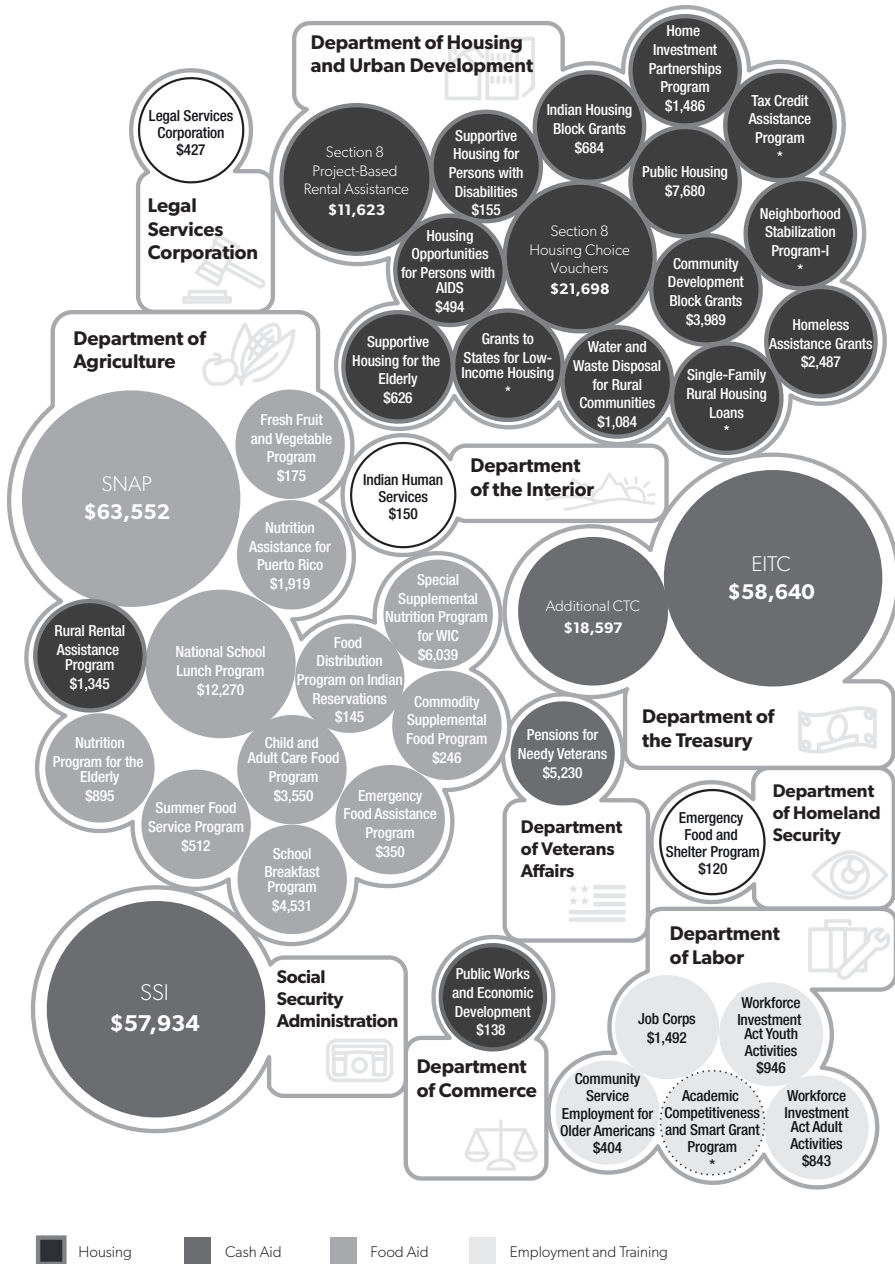 Department of Housing
and Urban Development
Home
Investment
Partnerships
Program
$1,486
Tax Credit
Assistance
Program
*
Indian Housing
Block Grants
$684
Legal Services
Corporation
$427
Section 8
Project-Based
Rental Assistance
$11,623
Supportive
Housing for
Persons with
Disabilities
$155
Public Housing
$7,680
Legal
Services
Corporation
Neighborhood
Stabilization
Program-I
*
Housing
Opportunities
for Persons with
AIDS
$494
Section 8
Housing Choice
Vouchers
$21,698
Community
Development
Block Grants
$3,989
Homeless
Assistance Grants
$2,487
Supportive
Housing for the
Elderly
$626
Grants to
States for Low-
Income Housing
*
Water and
Waste Disposal
for Rural
Communities
$1,084
Single-Family
Rural Housing
Loans
*
Department of
Agriculture
Fresh Fruit
and Vegetable
Program
$175
SNAP
$63,552
Nutrition
Assistance for
Puerto Rico
$1,919
Indian Human
Services
$150
Department
of the Interior
EITC
$58,640
Additional CTC
$18,597
Department of
the Treasury
Special
Supplemental
Nutrition Program
for WIC
$6,039
Rural Rental
Assistance
Program
$1,345
National School
Lunch Program
$12,270
Food
Distribution
Program on Indian
Reservations
$145
Commodity
Supplemental
Food Program
$246
Nutrition
Program for the
Elderly
$895
Child and
Adult Care Food
Program
$3,550
Summer Food
Service Program
$512
Emergency
Food Assistance
Program
$350
School
Breakfast
Program
$4,531
Pensions for
Needy Veterans
$5,230
Department
of Veterans
Affairs
Department
of Homeland
Security
Emergency
Food and
Shelter Program
$120
SSI
$57,934
Social
Security
Administration
Public Works
and Economic
Development
$138
Department
of Commerce
Department
of Labor
Job Corps
$1,492
Workforce
Investment
Act Youth
Activities
$946
Community
Service
Employment for
Older Americans
$404
Academic
Competitiveness
and Smart Grant
Program
*
Workforce
Investment
Act Adult
Activities
$843
Housing
Cash Aid
Food Aid
Employment and Training